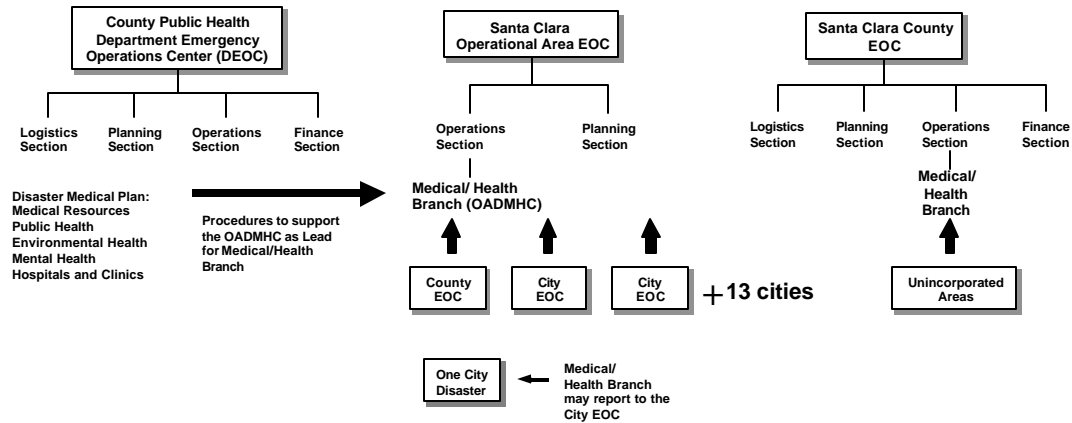 County Public Health
Department Emergency
Operations Center (DEOC)
Logistics
Section
Planning
Section
Operations
Section
Finance
Section
Disaster Medical Plan:
Medical Resources
Public Health
Environmental Health
Mental Health
Hospitals and Clinics
Procedures to support
the OADMHC as Lead
for Medical/Health
Branch
Santa Clara
Operational Area EOC
Operations
Section
Planning
Section
Medical/ Health
Branch (OADMHC)
County
EOC
City
EOC
City
EOC
+13 cities
One City
Disaster
Medical/
Health Branch
may report to the
City EOC
Santa Clara County
EOC
Logistics
Section
Planning
Section
Operations
Section
Finance
Section
Medical/
Health
Branch
Unincorporated
Areas